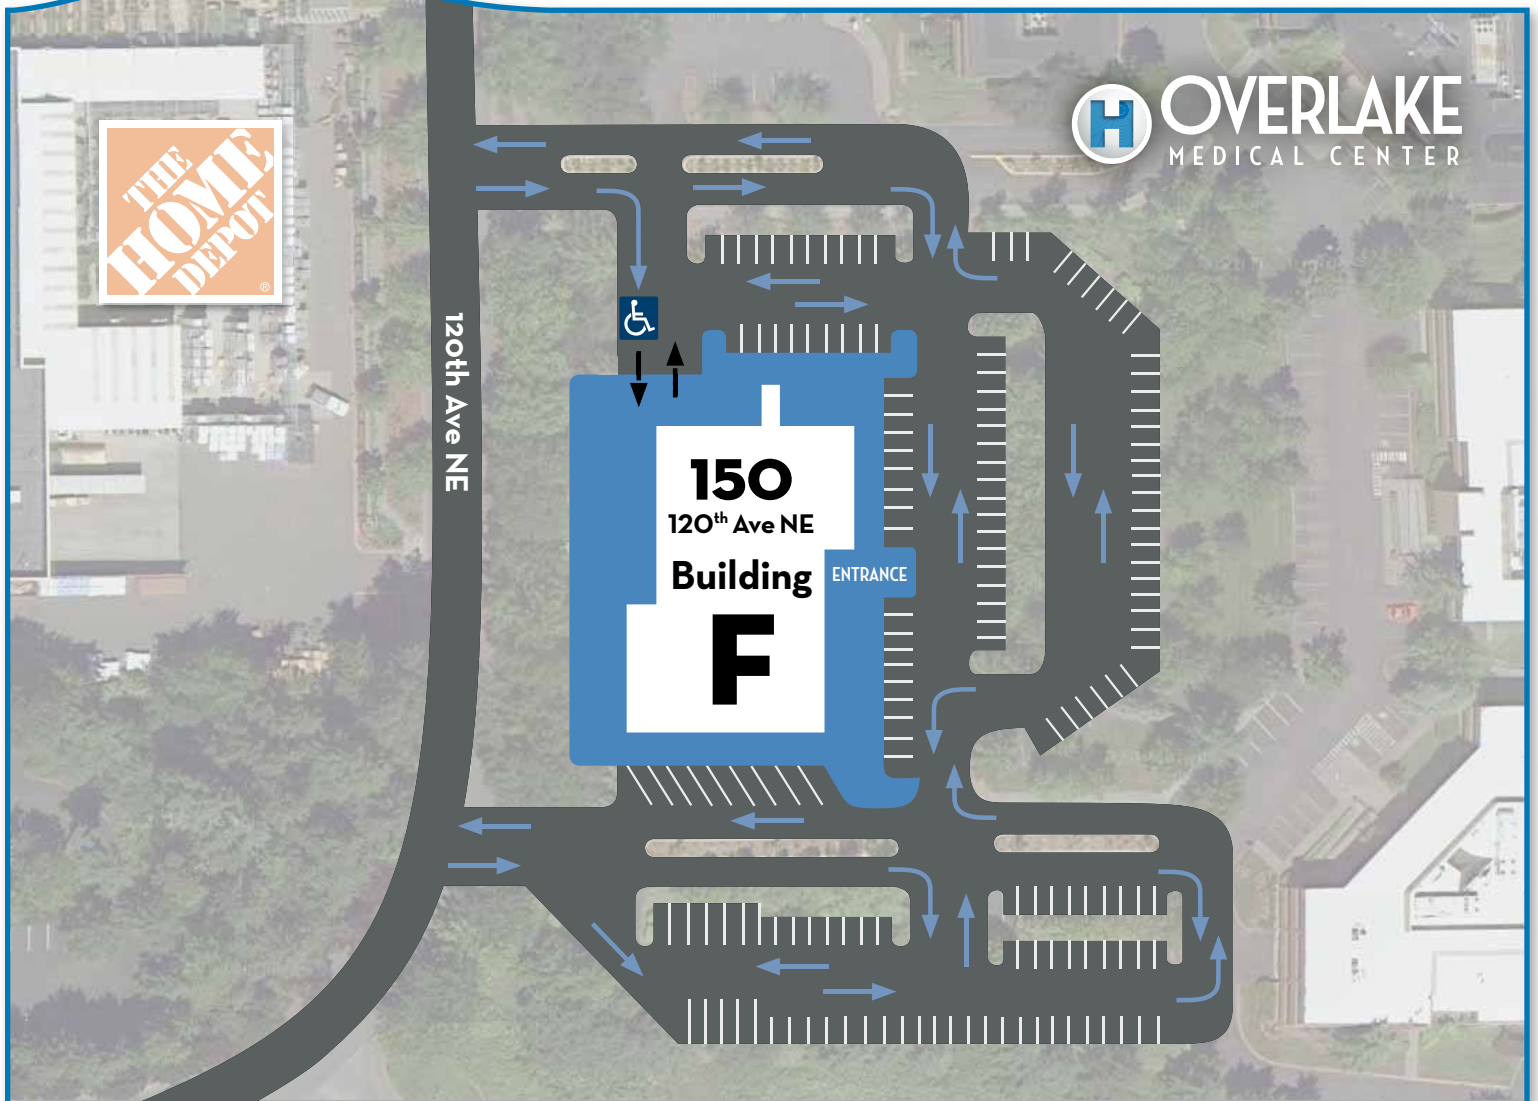 OVERLAKE
MEDICAL CENTER
THE
HOME
DEPOT
®
120th Ave NE
150
120th Ave NE
Building
ENTRANCE
F